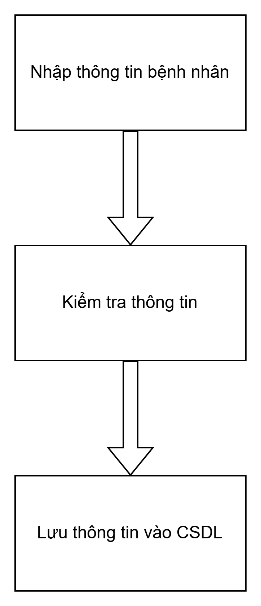 Nhập thông tin bệnh nhân
Kiểm tra thông tin
Lưu thông tin vào CSDL